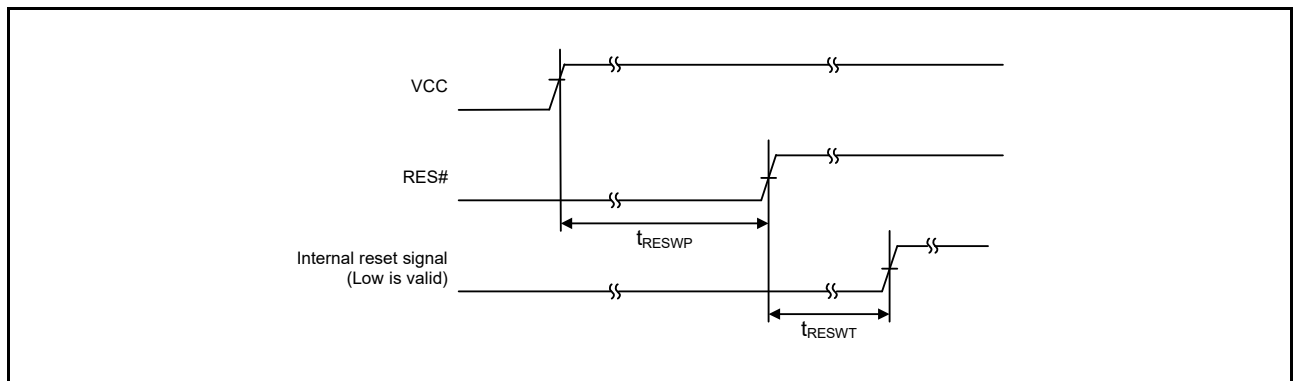 VCC
RES#
tRESWP
Internal reset signal
(Low is valid)
tRESWT